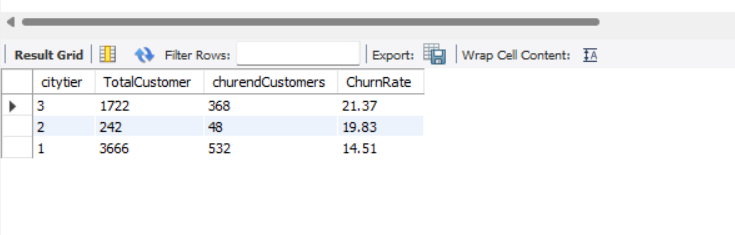 Result Grid Filter Rows: Export: Wrap Cell Content: IA
citytier TotalCustomer churendCustomers ChurnRate
3 1722 368 21.37
2 242 48 19.83
1 3666 532 14.51